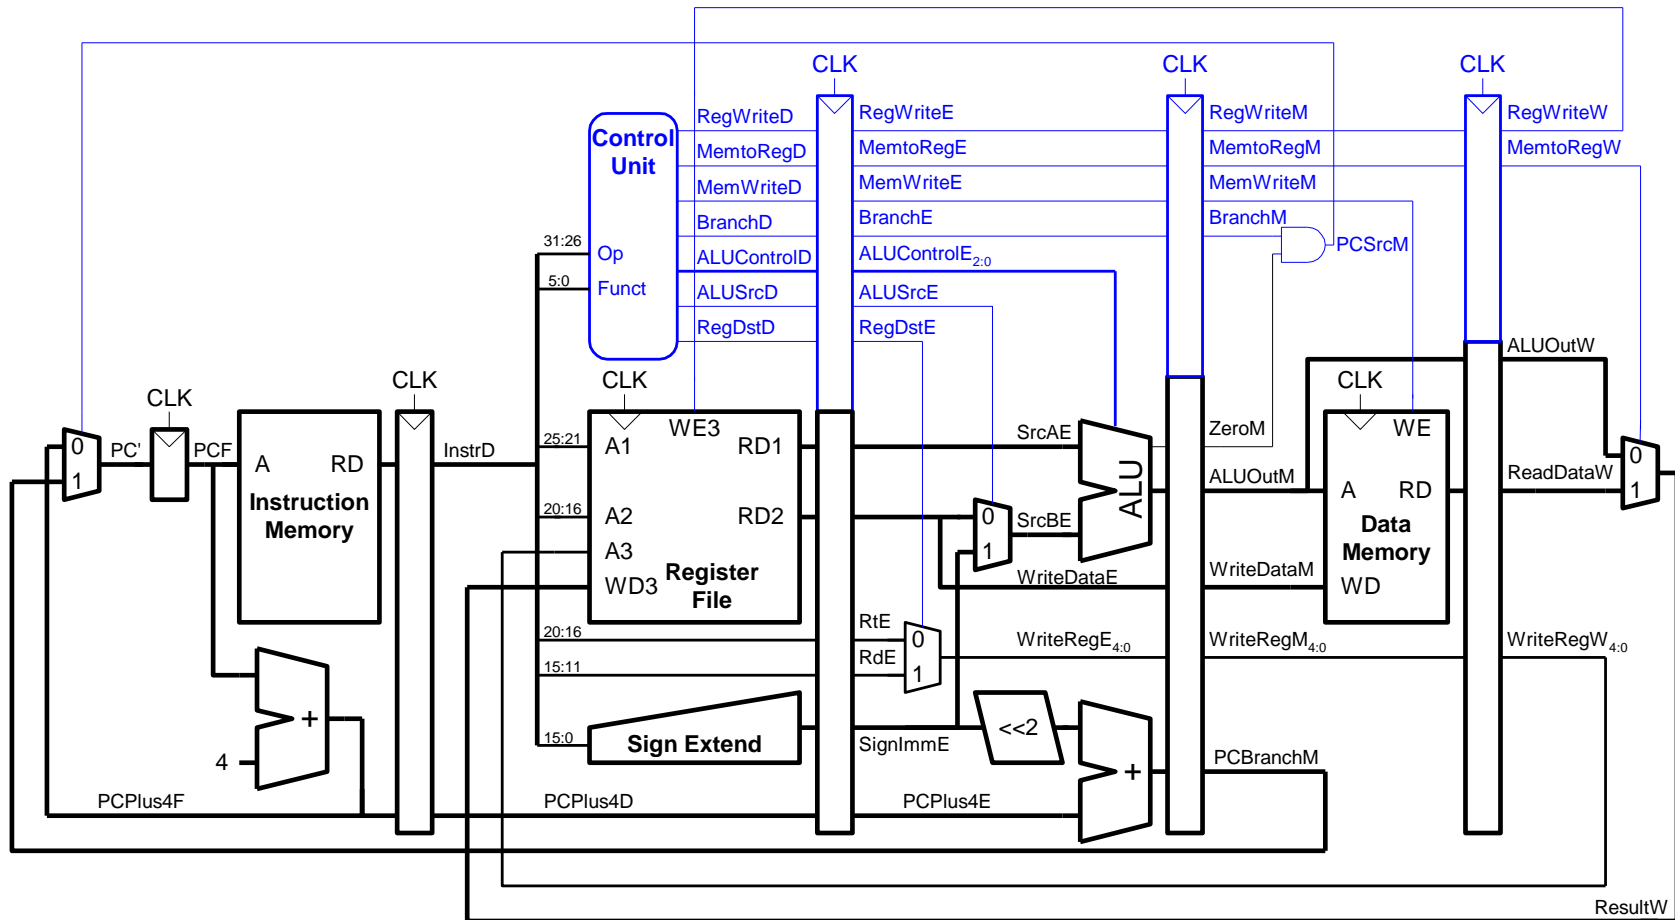 CLK
CLK
CLK
RegWriteD
RegWriteE
RegWriteM
RegWriteW
Control
Unit
MemtoRegD
MemtoRegE
MemtoRegM
MemtoRegW
MemWriteD
MemWriteE
MemWriteM
BranchD
BranchE
BranchM
31:26
Op
ALUControlD
ALUControlE2:0
PCSrcM
5:0
Funct
ALUSrcD
ALUSrcE
RegDstD
RegDstE
ALUOutW
CLK
CLK
CLK
CLK
0
1
PC'
PCF
A
RD
Instruction
Memory
InstrD
25:21
A1
WE3
RD1
SrcAE
ZeroM
WE
20:16
A2
RD2
0
1
SrcBE
ALU
ALUOutM
A
RD
Data
Memory
ReadDataW
0
1
A3
WD3
Register
File
WriteDataE
WriteDataM
WD
20:16
RtE
0
15:11
RdE
1
WriteRegE4:0
WriteRegM4:0
WriteRegW4:0
+
4
15:0
Sign Extend
SignImmE
<<2
+
PCBranchM
PCPlus4F
PCPlus4D
PCPlus4E
ResultW